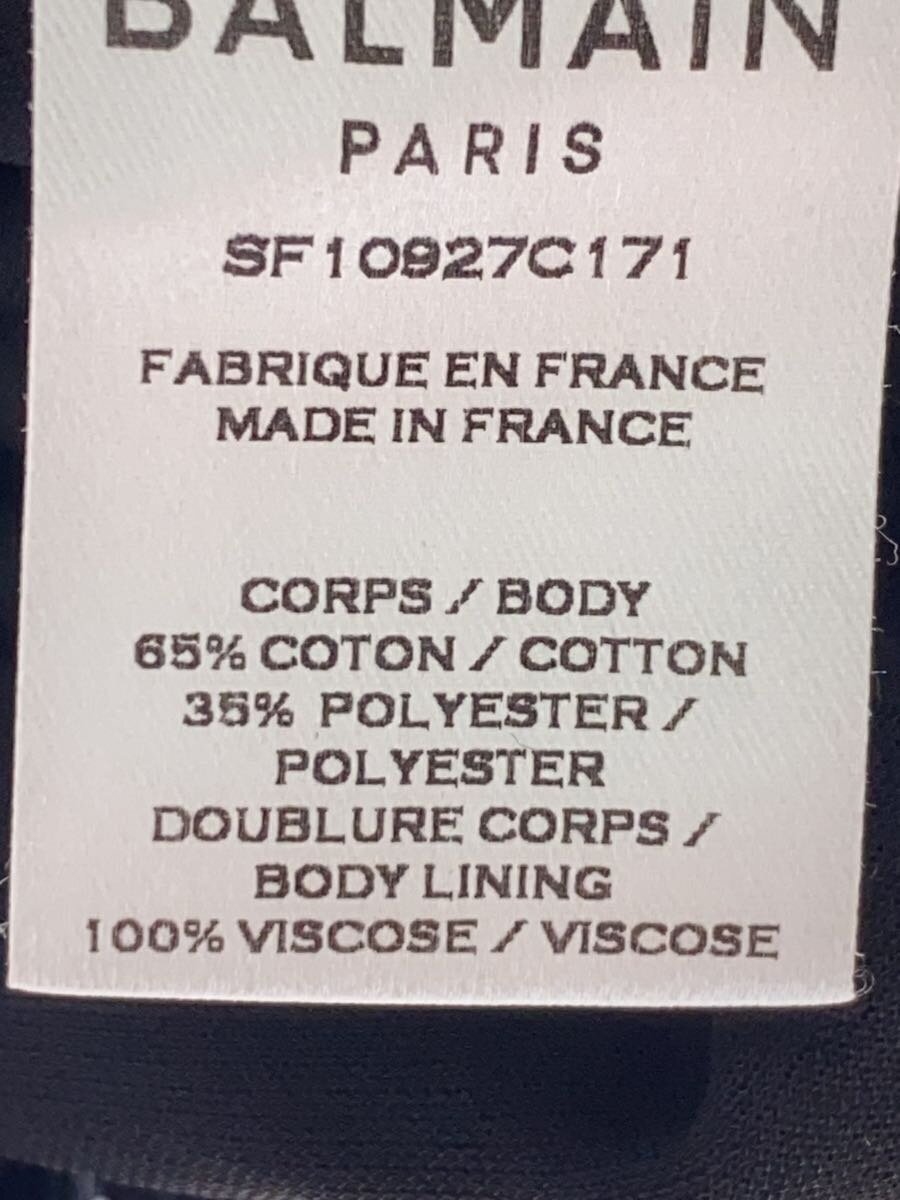 BALMAIN
PARIS
SF10927C171
FABRIQUE EN FRANCE
MADE IN FRANCE
CORPS / BODY
65% COTON / COTTON
35% POLYESTER /
POLYESTER
DOUBLURE CORPS /
BODY LINING
100% VISCOSE / VISCOSE